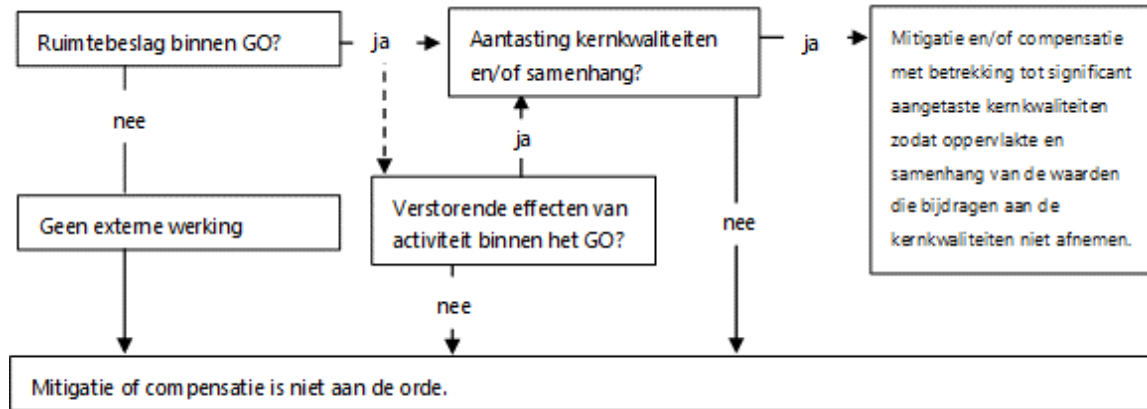 Ruimtebeslag binnen GO?
ja
Aantasting kernkwaliteiten
en/of samenhang?
ja
Mitigatie en/of compensatie
met betrekking tot significant
aangetaste kernkwaliteiten
zodat oppervlakte en
samenhang van de waarden
die bijdragen aan de
kernkwaliteiten niet afnemen.
nee
ja
Geen externe werking
Verstorende effecten van
activiteit binnen het GO?
nee
nee
Mitigatie of compensatie is niet aan de orde.